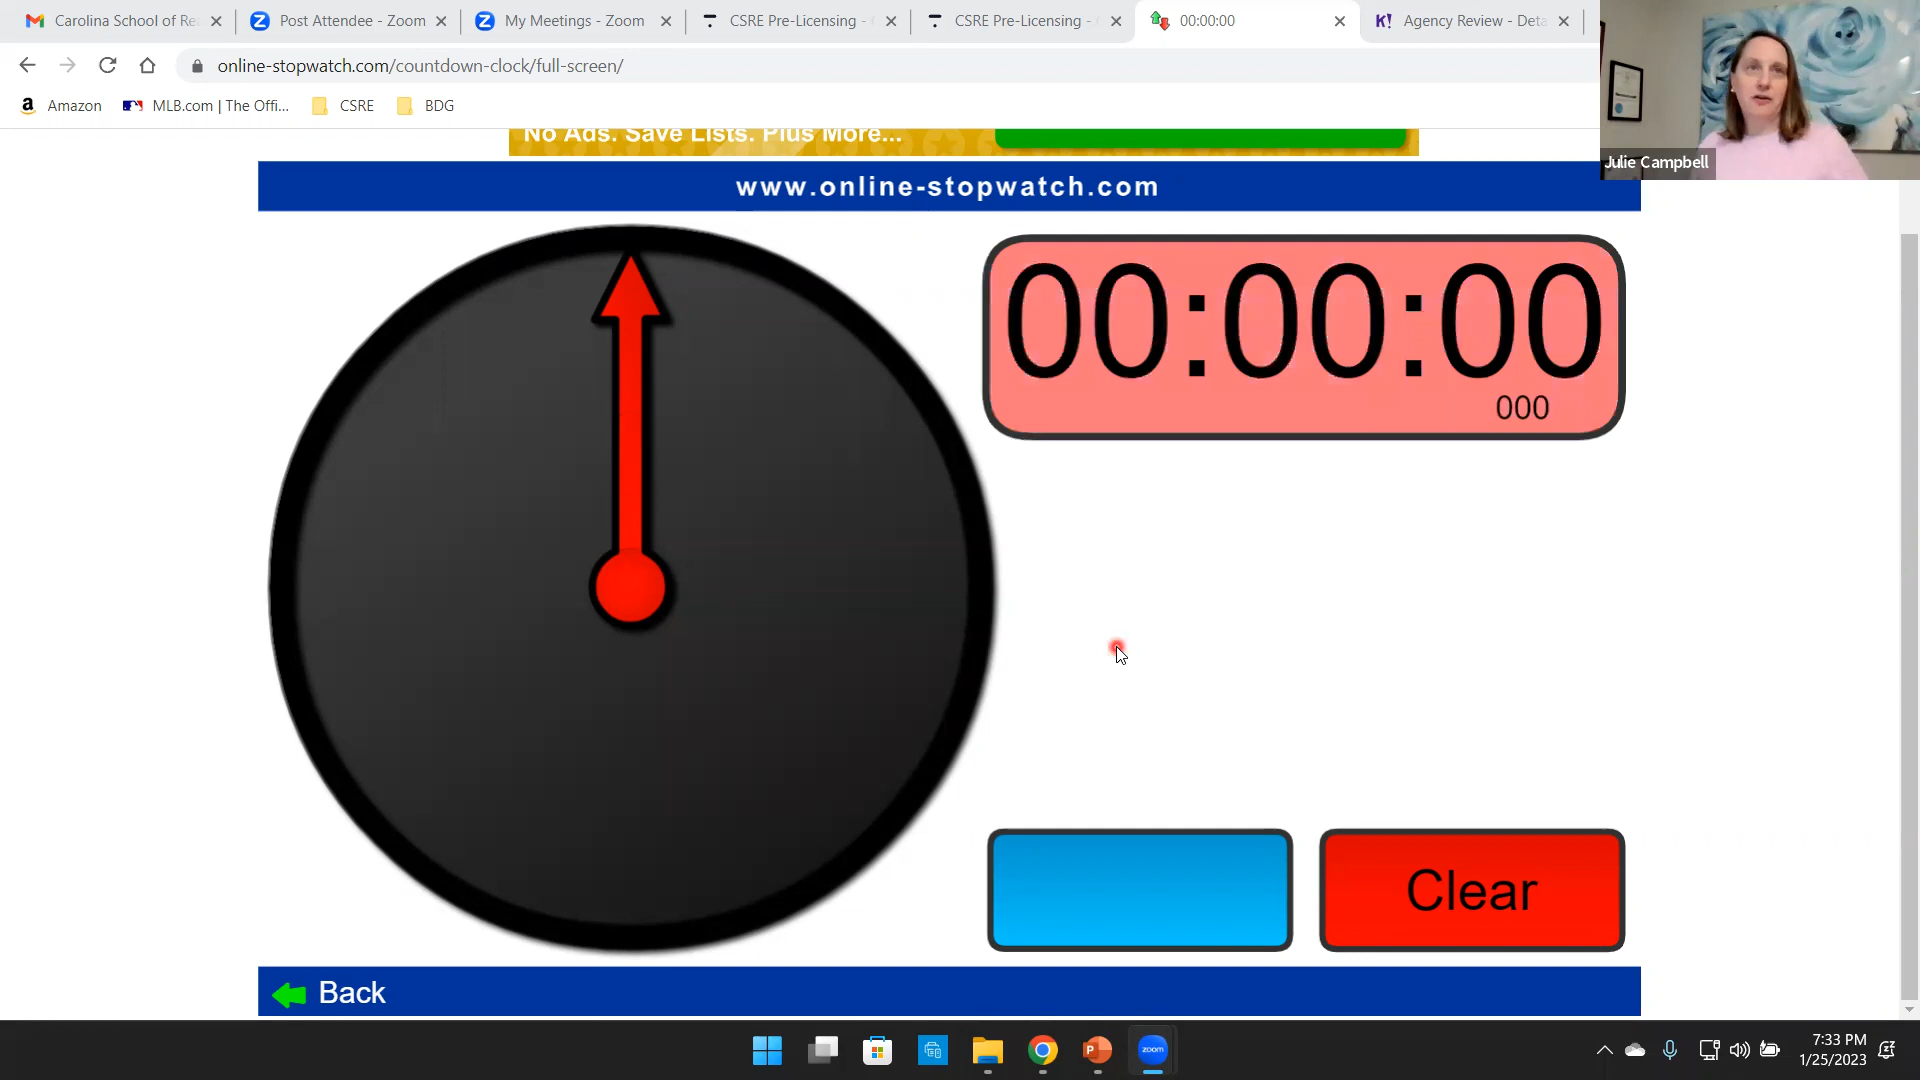 Carolina School of Re
Post Attendee - Zoom
My Meetings - Zoom
CSRE Pre-Licensing -
CSRE Pre-Licensing -
00:00:00
K! Agency Review - Deta
online-stopwatch.com/countdown-clock/full-screen/
Amazon
MLB.com | The Offi...
CSRE
BDG
No Ads. Save Lists. Plus More...
Julie Campbell
www.online-stopwatch.com
00:00:00
000
Clear
Back
zoom
7:33 PM
1/25/2023